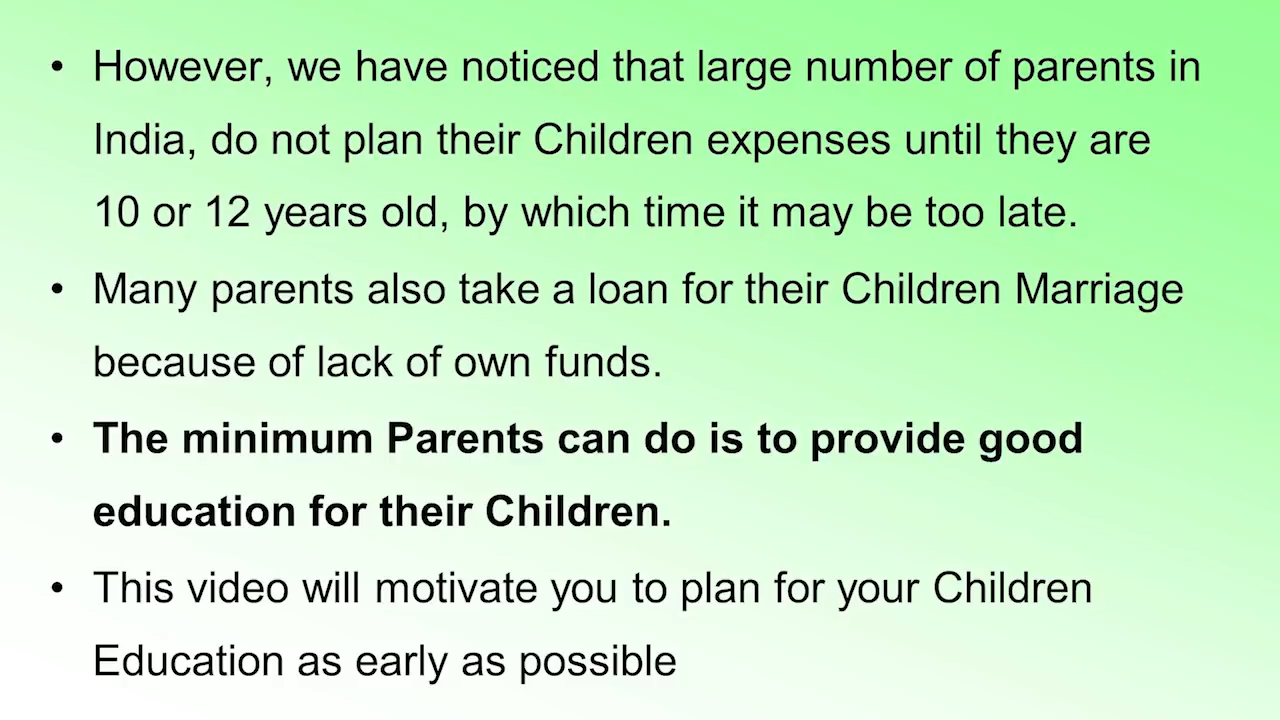 • However, we have noticed that large number of parents in
India, do not plan their Children expenses until they are
10 or 12 years old, by which time it may be too late.
• Many parents also take a loan for their Children Marriage
because of lack of own funds.
• The minimum Parents can do is to provide good
education for their Children.
• This video will motivate you to plan for your Children
Education as early as possible